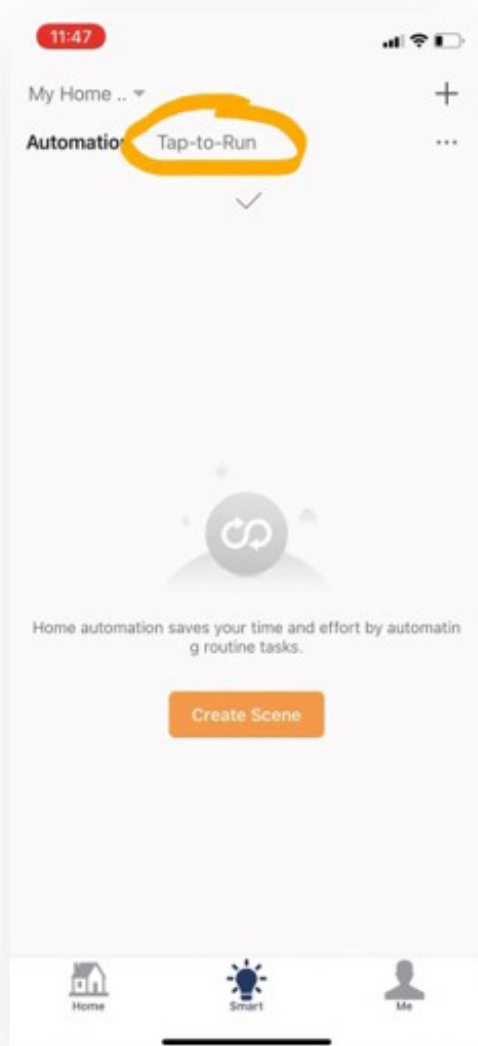 11:47
My Home ..
Automation Tap-to-Run
Home automation saves your time and effort by automatin
g routine tasks.
Create Scene
Home Smart Me